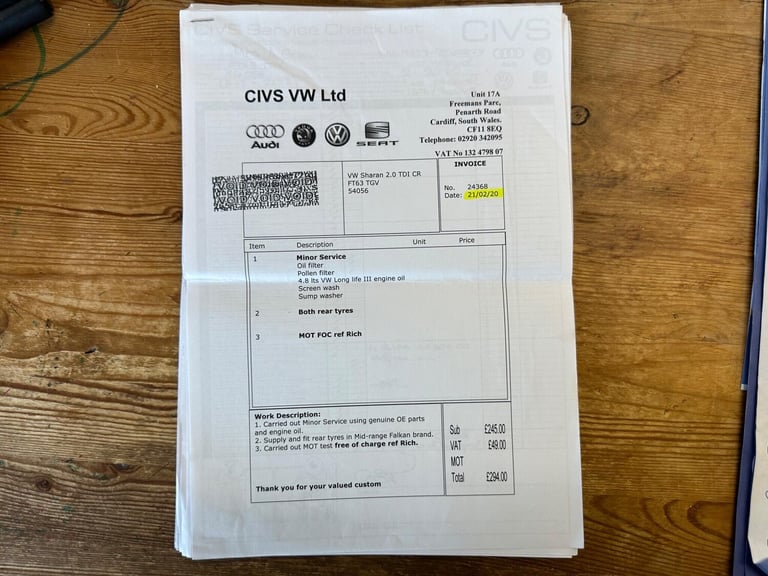 CIVS Service Check List
CIVS
CIVS VW Ltd
Audi
SEAT
Unit 17A
Freemans Parc,
Penarth Road
Cardiff, South Wales.
CF11 8EQ
Telephone: 02920 342095
VAT No 132 4798 07
VW Sharan 2.0 TDI CR
FT63 TGV
54056
INVOICE
No. 24368
Date: 21/02/20
Item Description Unit Price
1 Minor Service
Oil filter
Pollen filter
4.8 lts VW Long life III engine oil
Screen wash
Sump washer
2 Both rear tyres
3 MOT FOC ref Rich
Work Description:
1. Carried out Minor Service using genuine OE parts
and engine oil.
2. Supply and fit rear tyres in Mid-range Falkan brand.
3. Carried out MOT test free of charge ref Rich.
Thank you for your valued custom
Sub £245.00
VAT £49.00
MOT
Total £294.00